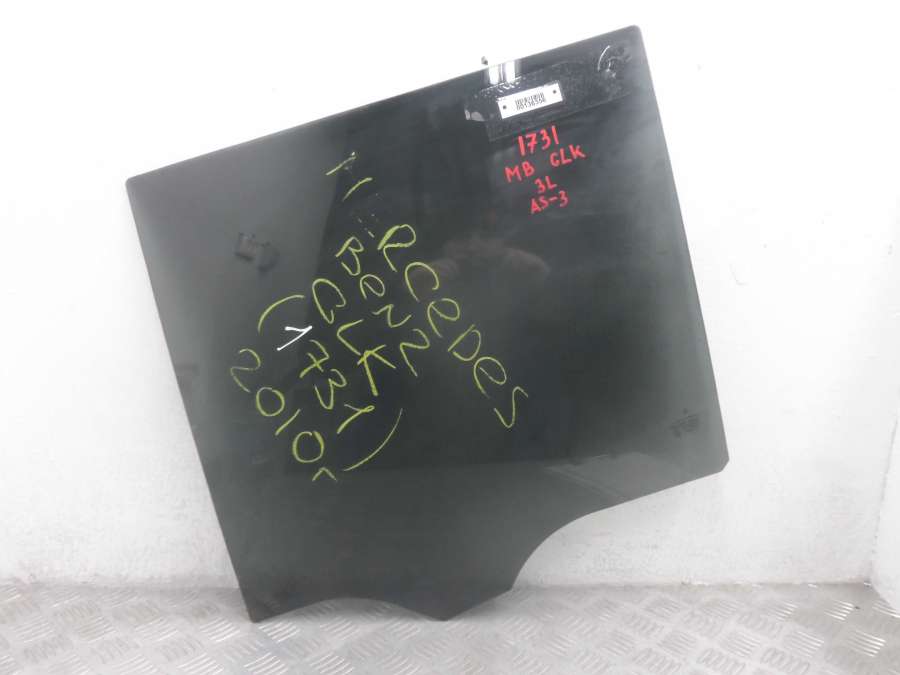 1731
MB GLK
3L
AS-3
MERCEDES
BENZ
GLK
(1731)
2010г